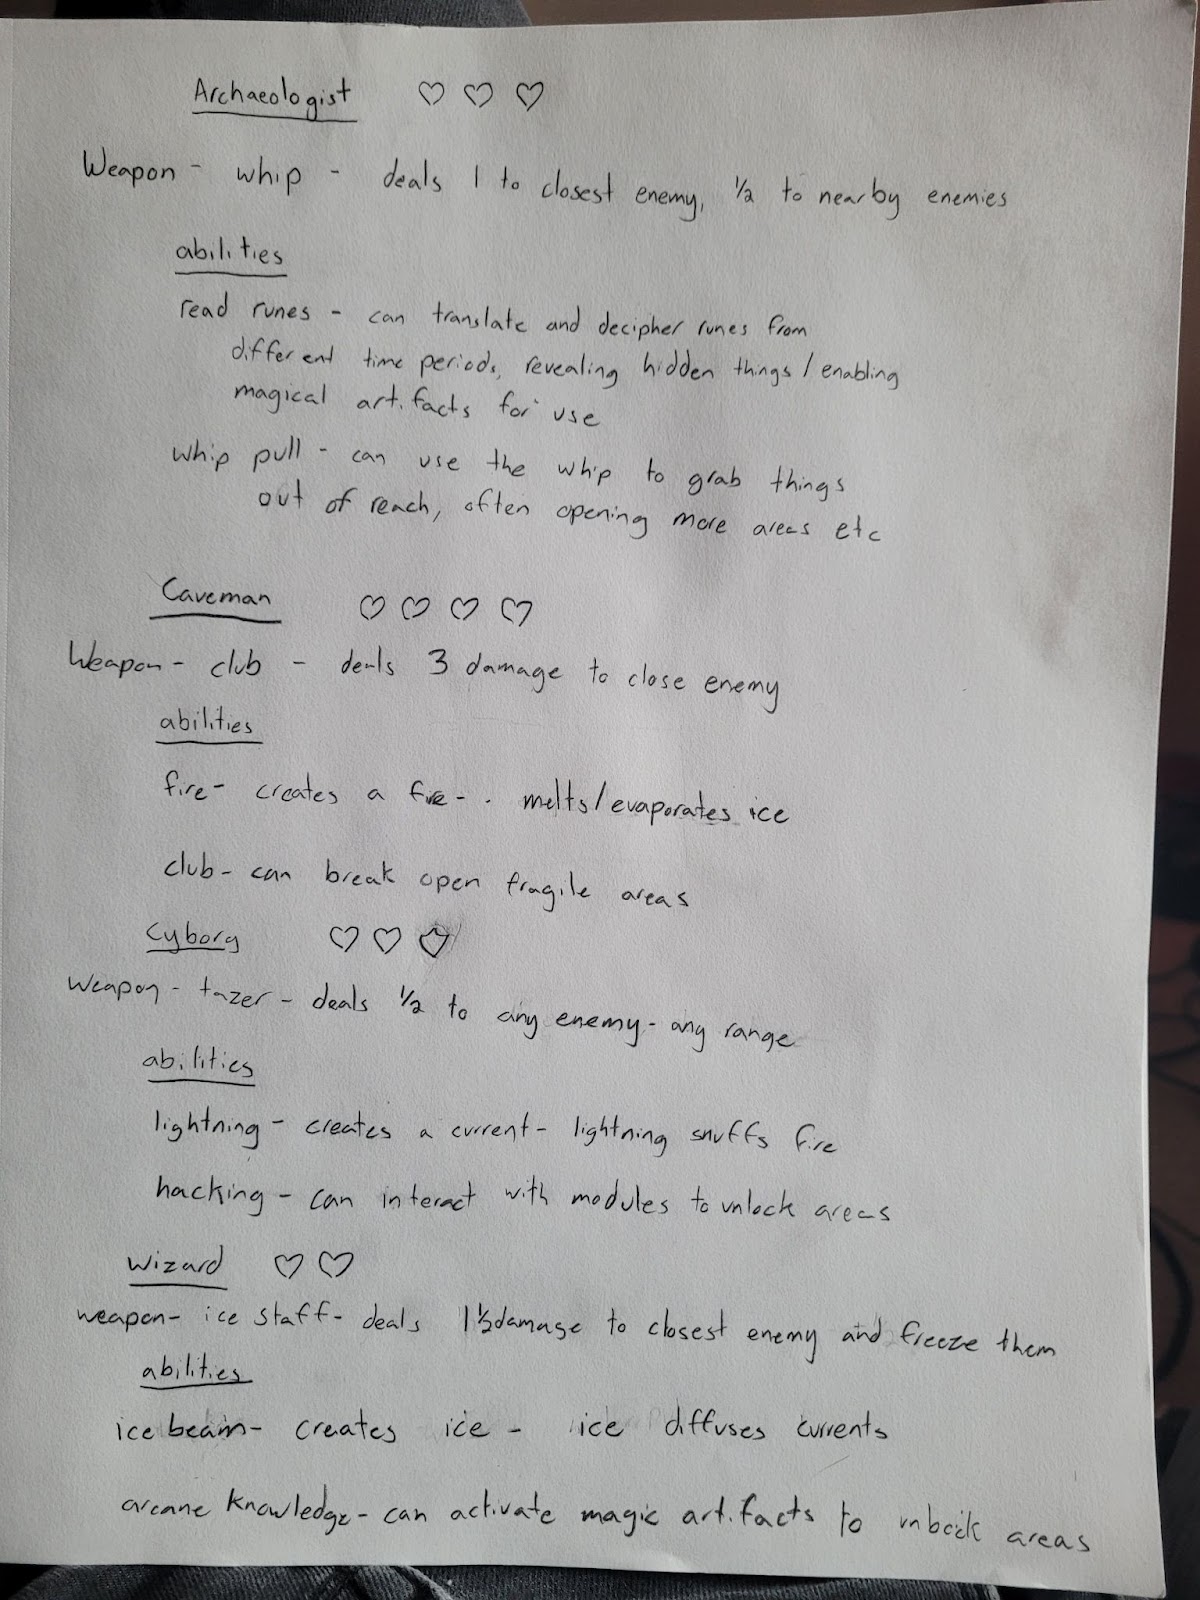 Archaeologist ♡ ♡ ♡
Weapon - whip - deals 1 to closest enemy, 1/2 to nearby enemies
abilities
read runes - can translate and decipher runes from
different time periods, revealing hidden things / enabling
magical artifacts for use
whip pull - can use the whip to grab things
out of reach, often opening more areas etc
Caveman ♡ ♡ ♡ ♡
Weapon - club - deals 3 damage to close enemy
abilities
fire - creates a fire - . melts/evaporates ice
club - can break open fragile areas
Cyborg ♡ ♡ ♡
weapon - tazer - deals 1/2 to any enemy - any range
abilities
lightning - creates a current - lightning snuffs fire
hacking - can interact with modules to unlock areas
Wizard ♡ ♡
weapon - ice staff - deals 1 1/2 damage to closest enemy and freeze them
abilities
ice beam - creates ice - ice diffuses currents
arcane knowledge - can activate magic artifacts to unlock areas